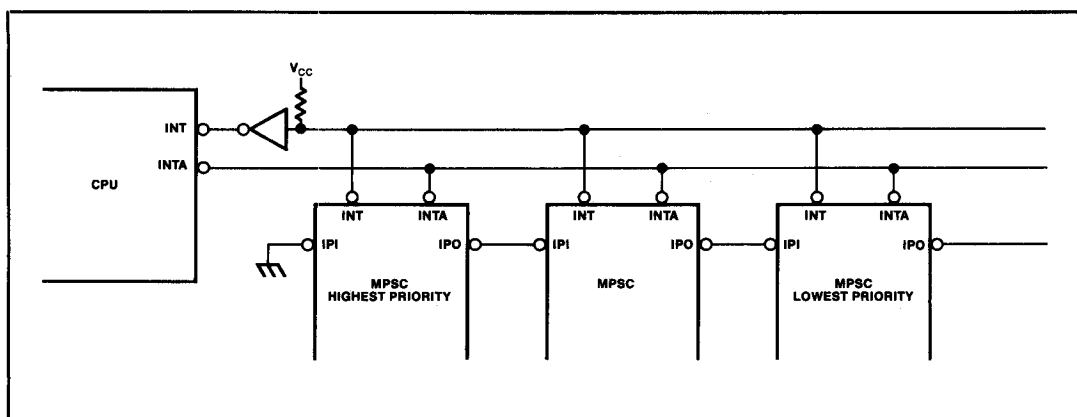 VCC
INT
INTA
CPU
INT INTA
INT INTA
INT INTA
IPI IPO
IPI IPO
IPI IPO
MPSC
HIGHEST PRIORITY
MPSC
MPSC
LOWEST PRIORITY